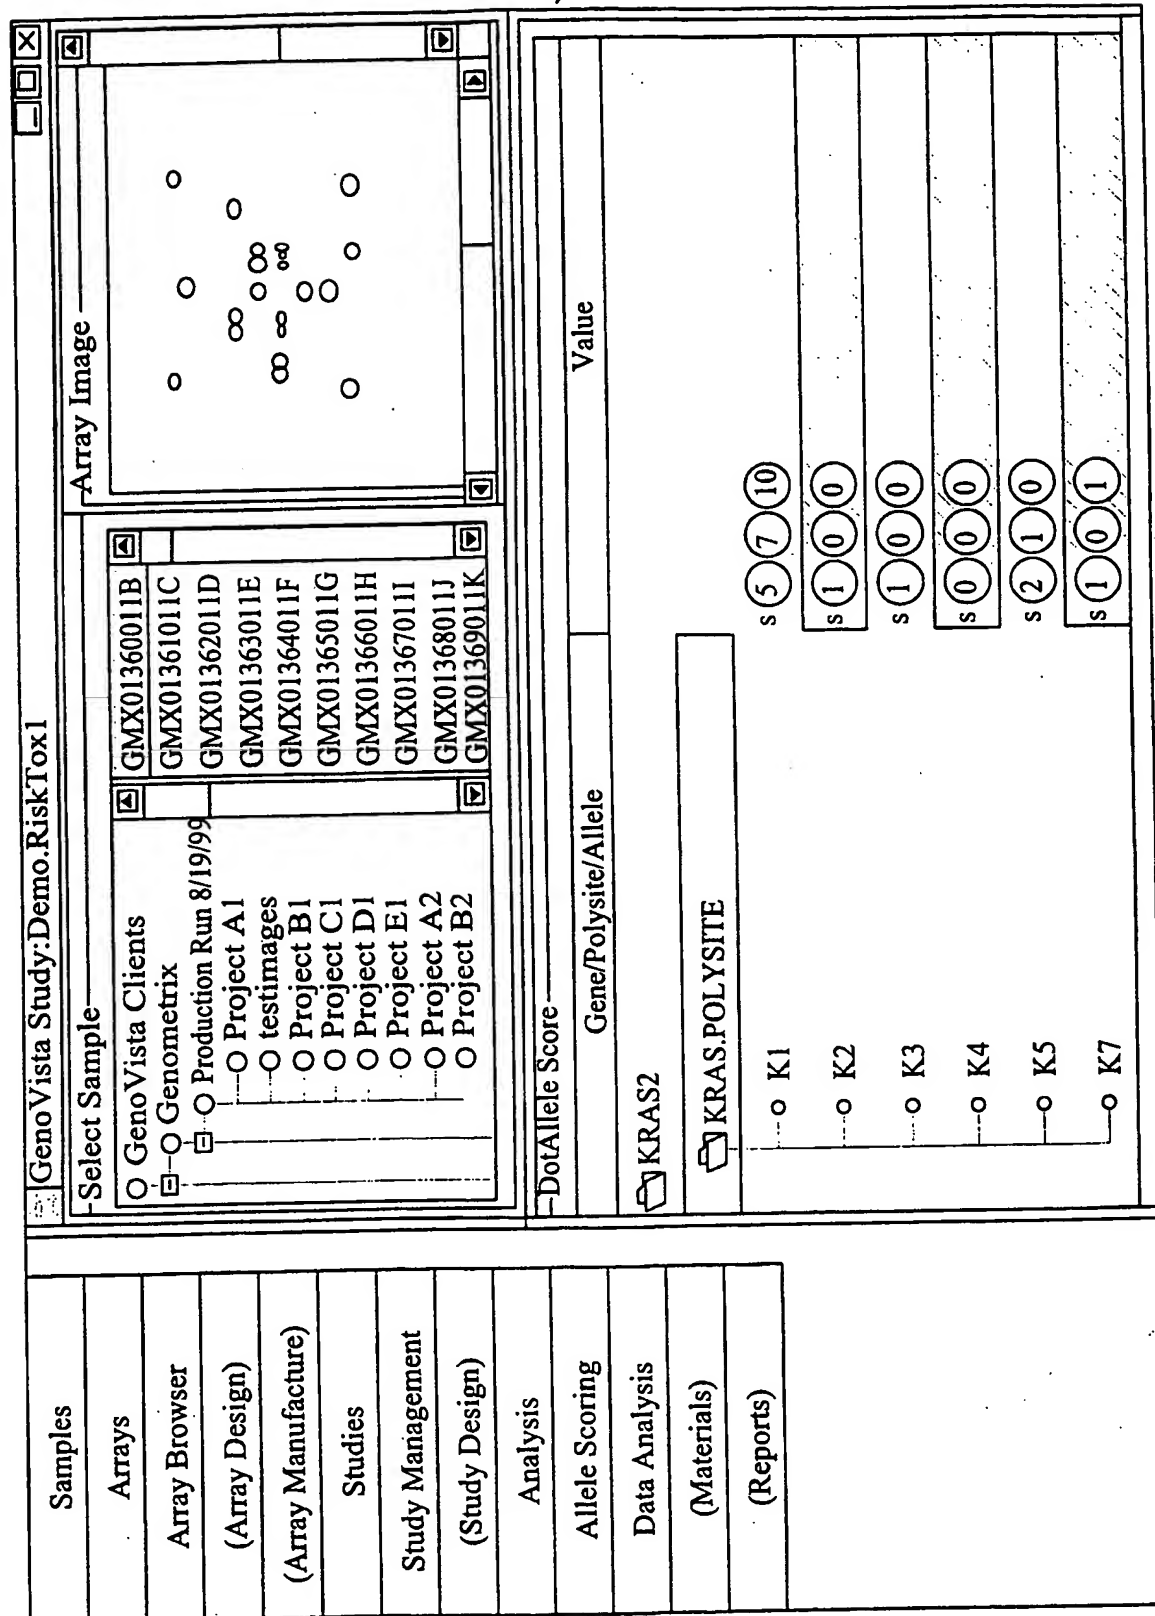 Samples
Arrays
Array Browser
(Array Design)
(Array Manufacture)
Studies
Study Management
(Study Design)
Analysis
Allele Scoring
Data Analysis
(Materials)
(Reports)
GenoVista Study:Demo.RiskTox1
Select Sample
GenoVista Clients
Genometrix
Production Run 8/19/99
Project A1
testimages
Project B1
Project C1
Project D1
Project E1
Project A2
Project B2
GMX01360011B
GMX01361011C
GMX01362011D
GMX01363011E
GMX01364011F
GMX01365011G
GMX01366011H
GMX01367011I
GMX01368011J
GMX01369011K
Array Image
DotAllele Score
Gene/Polysite/Allele Value
KRAS2
KRAS.POLYSITE
K1 s 5 7 10
K2 s 1 0 0
K3 s 1 0 0
K4 s 0 0 0
K5 s 2 1 0
K7 s 1 0 1